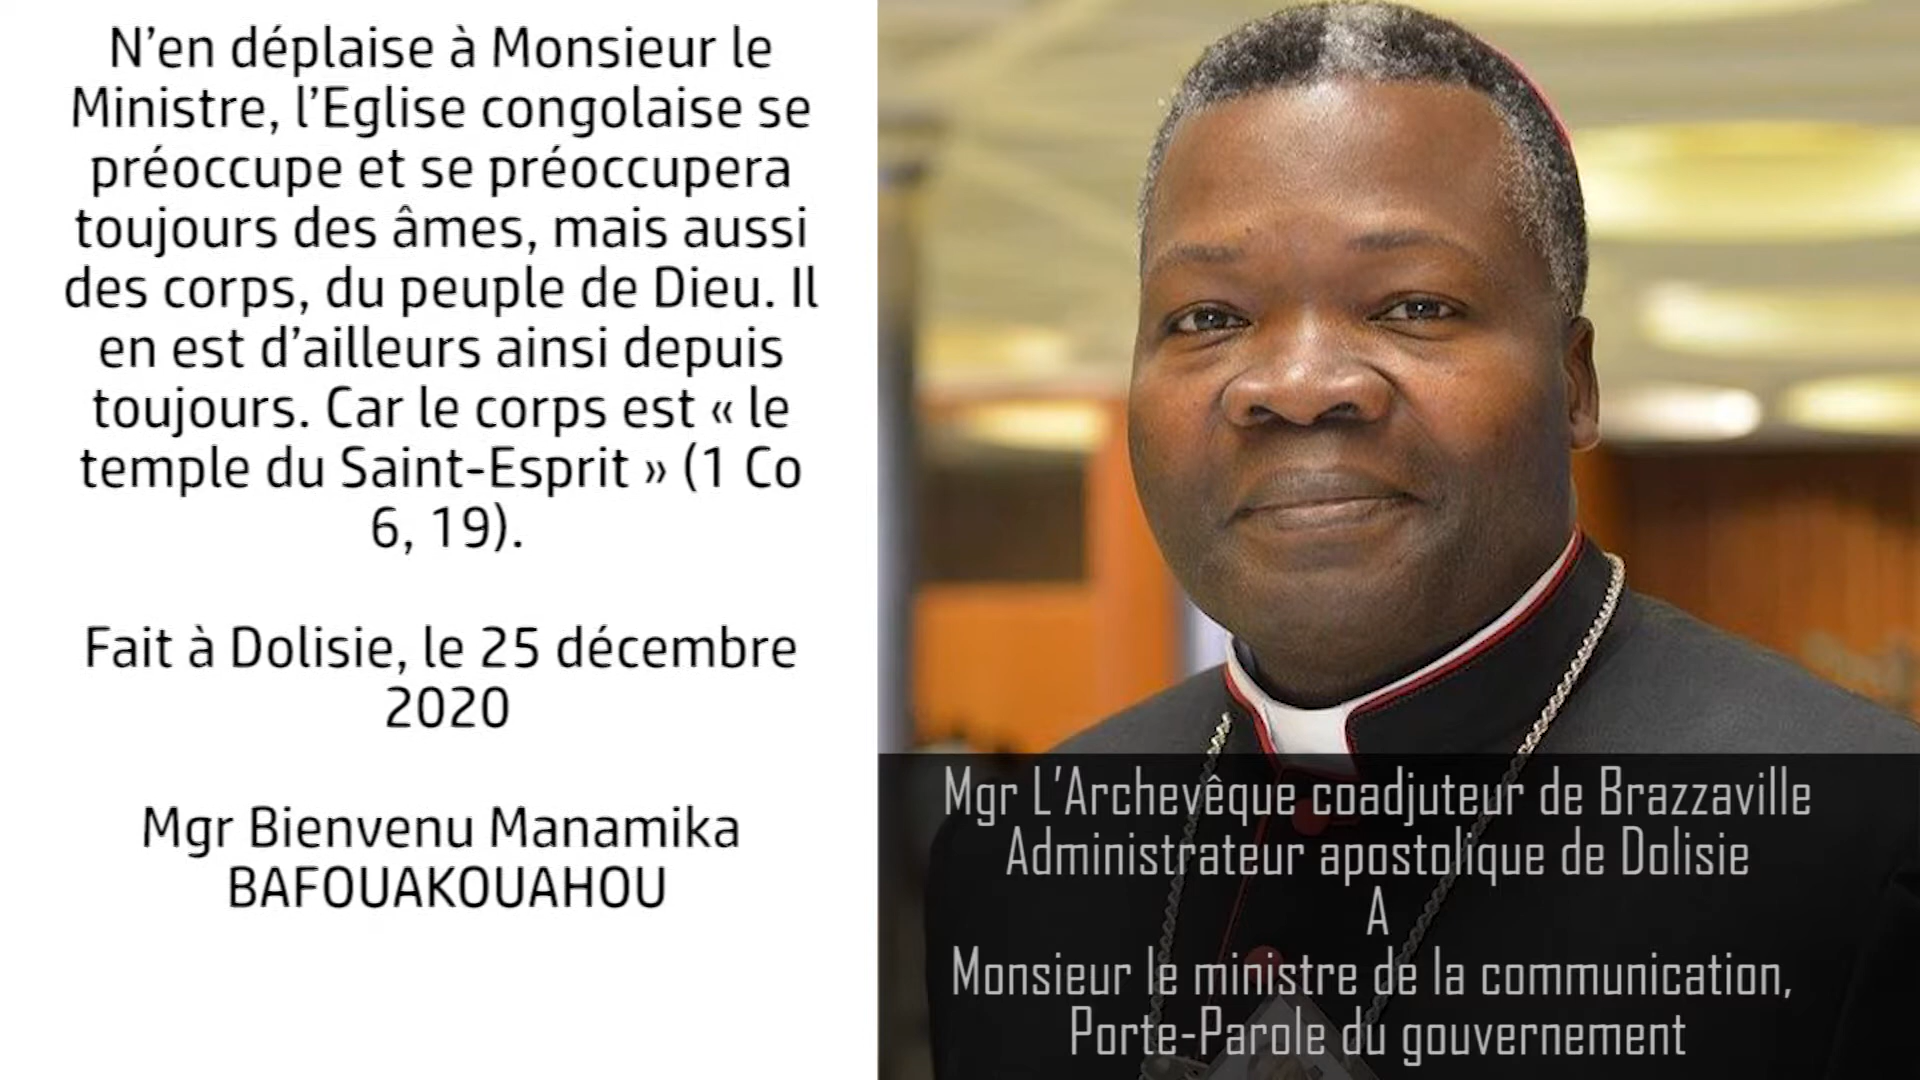 N’en déplaise à Monsieur le
Ministre, l’Eglise congolaise se
préoccupe et se préoccupera
toujours des âmes, mais aussi
des corps, du peuple de Dieu. Il
en est d’ailleurs ainsi depuis
toujours. Car le corps est « le
temple du Saint-Esprit » (1 Co
6, 19).
Fait à Dolisie, le 25 décembre
2020
Mgr Bienvenu Manamika
BAFOUAKOUAHOU
Mgr L’Archevêque coadjuteur de Brazzaville
Administrateur apostolique de Dolisie
A
Monsieur le ministre de la communication,
Porte-Parole du gouvernement